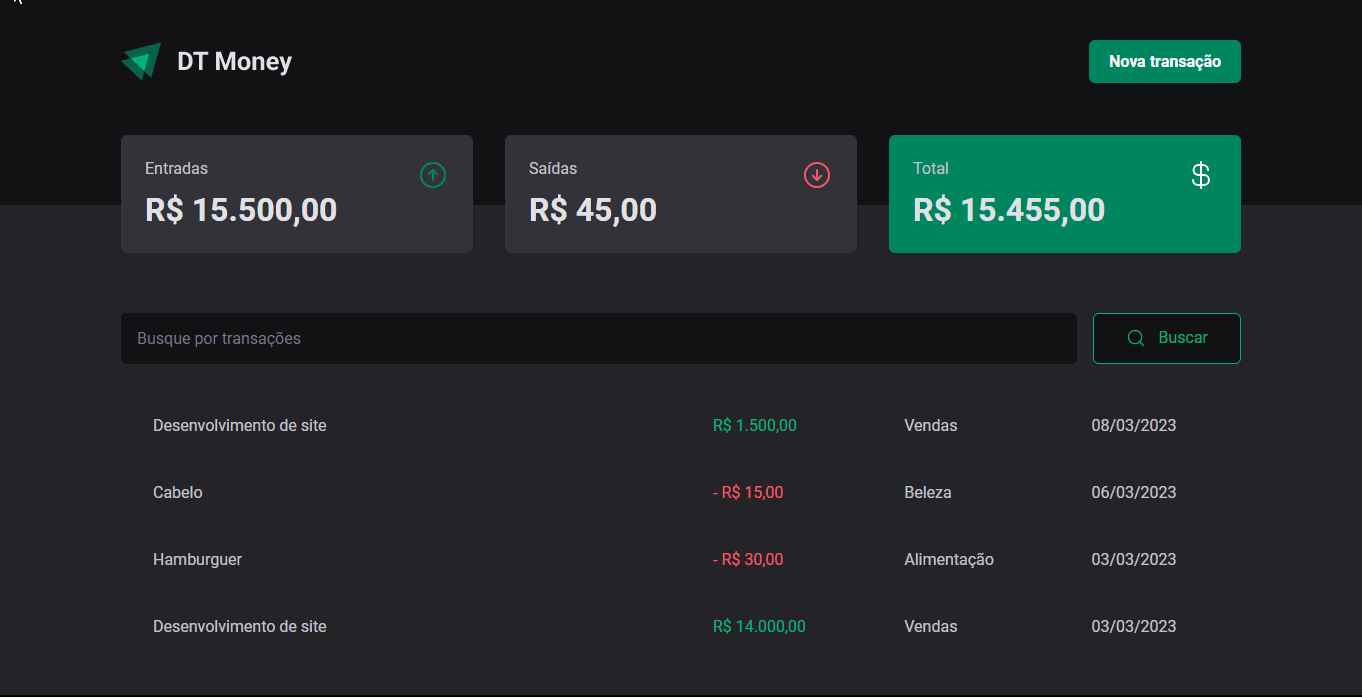 DT Money
Nova transação
Entradas
R$ 15.500,00
Saídas
R$ 45,00
Total
R$ 15.455,00
Busque por transações
Buscar
Desenvolvimento de site R$ 1.500,00 Vendas 08/03/2023
Cabelo - R$ 15,00 Beleza 06/03/2023
Hamburguer - R$ 30,00 Alimentação 03/03/2023
Desenvolvimento de site R$ 14.000,00 Vendas 03/03/2023